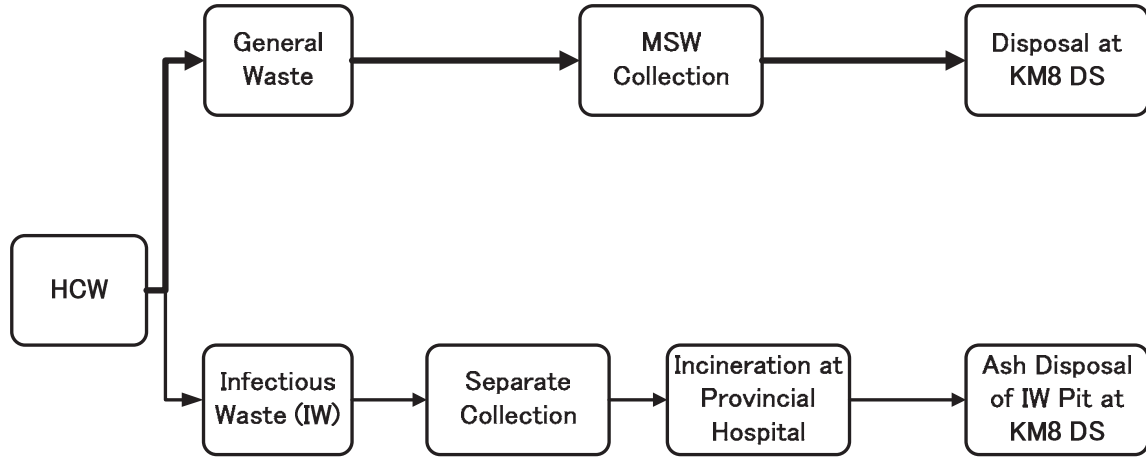 General
Waste
MSW
Collection
Disposal at
KM8 DS
HCW
Infectious
Waste (IW)
Separate
Collection
Incineration at
Provincial
Hospital
Ash Disposal
of IW Pit at
KM8 DS